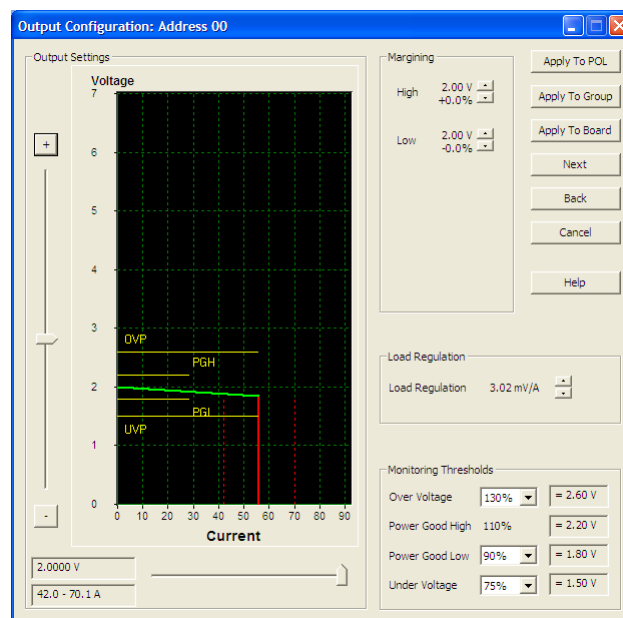 Output Configuration: Address 00
Output Settings
Voltage
7
6
5
4
3
2
1
0
OVP
PGH
PGL
UVP
0 10 20 30 40 50 60 70 80 90
Current
+
-
2.0000 V
42.0 - 70.1 A
Margining
High 2.00 V
+0.0%
Low 2.00 V
-0.0%
Apply To POL
Apply To Group
Apply To Board
Next
Back
Cancel
Help
Load Regulation
Load Regulation 3.02 mV/A
Monitoring Thresholds
Over Voltage 130% = 2.60 V
Power Good High 110% = 2.20 V
Power Good Low 90% = 1.80 V
Under Voltage 75% = 1.50 V